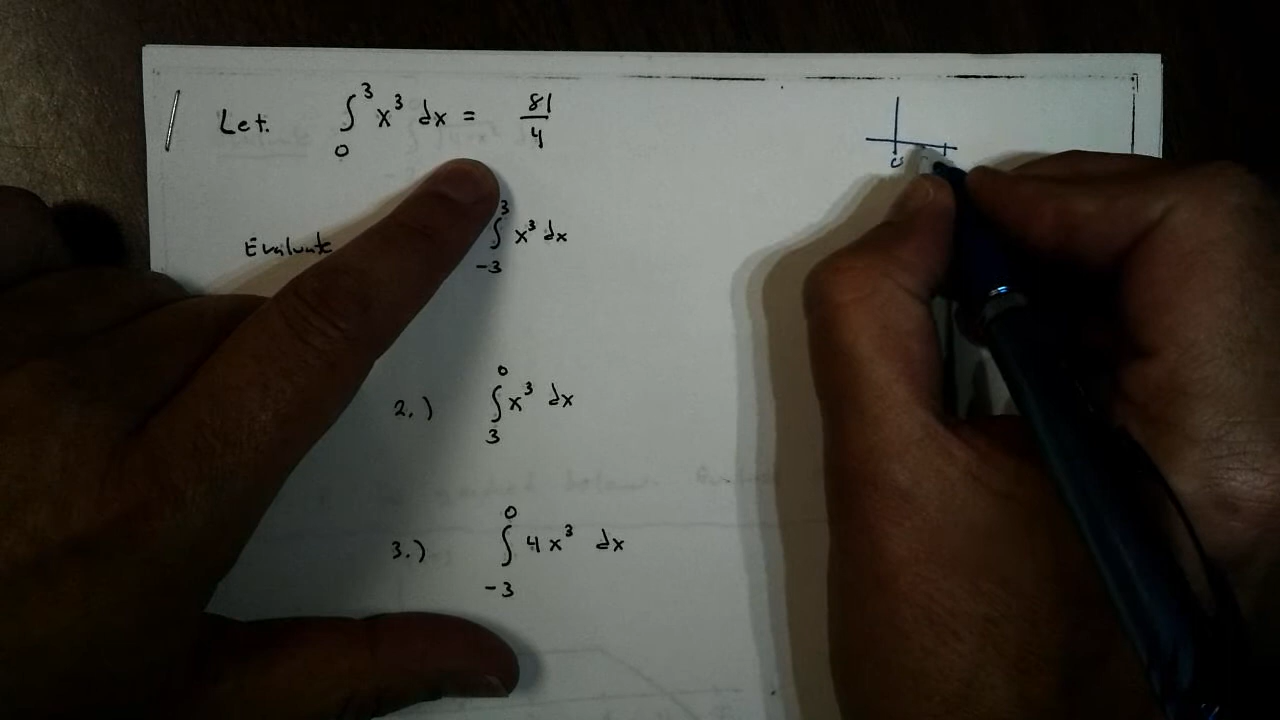 Let. ∫₀³ x³ dx = 81/4
Evaluate ∫₋₃³ x³ dx
2.) ∫₃⁰ x³ dx
3.) ∫₋₃⁰ 4x³ dx